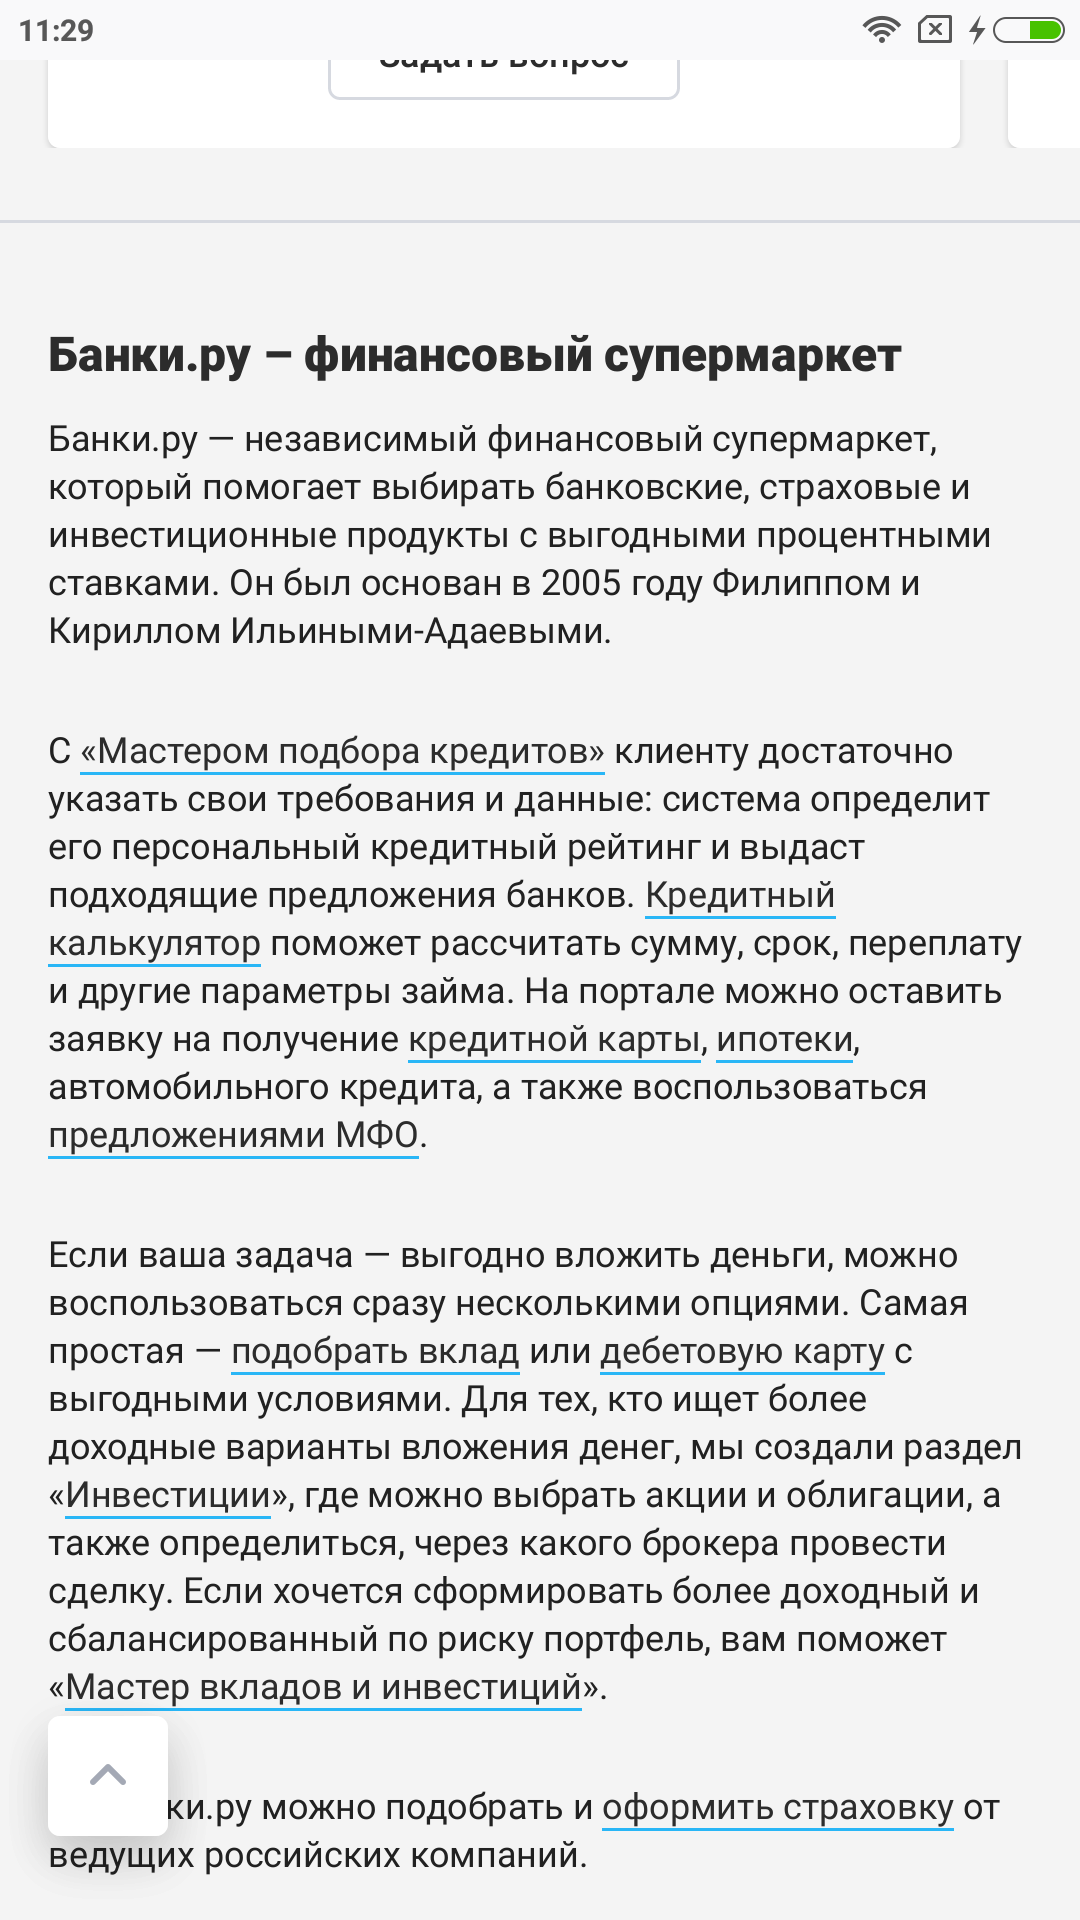 11:29
Задать вопрос
Банки.ру – финансовый супермаркет
Банки.ру — независимый финансовый супермаркет,
который помогает выбирать банковские, страховые и
инвестиционные продукты с выгодными процентными
ставками. Он был основан в 2005 году Филиппом и
Кириллом Ильиными-Адаевыми.
С «Мастером подбора кредитов» клиенту достаточно
указать свои требования и данные: система определит
его персональный кредитный рейтинг и выдаст
подходящие предложения банков. Кредитный
калькулятор поможет рассчитать сумму, срок, переплату
и другие параметры займа. На портале можно оставить
заявку на получение кредитной карты, ипотеки,
автомобильного кредита, а также воспользоваться
предложениями МФО.
Если ваша задача — выгодно вложить деньги, можно
воспользоваться сразу несколькими опциями. Самая
простая — подобрать вклад или дебетовую карту с
выгодными условиями. Для тех, кто ищет более
доходные варианты вложения денег, мы создали раздел
«Инвестиции», где можно выбрать акции и облигации, а
также определиться, через какого брокера провести
сделку. Если хочется сформировать более доходный и
сбалансированный по риску портфель, вам поможет
«Мастер вкладов и инвестиций».
ки.ру можно подобрать и оформить страховку от
ведущих российских компаний.